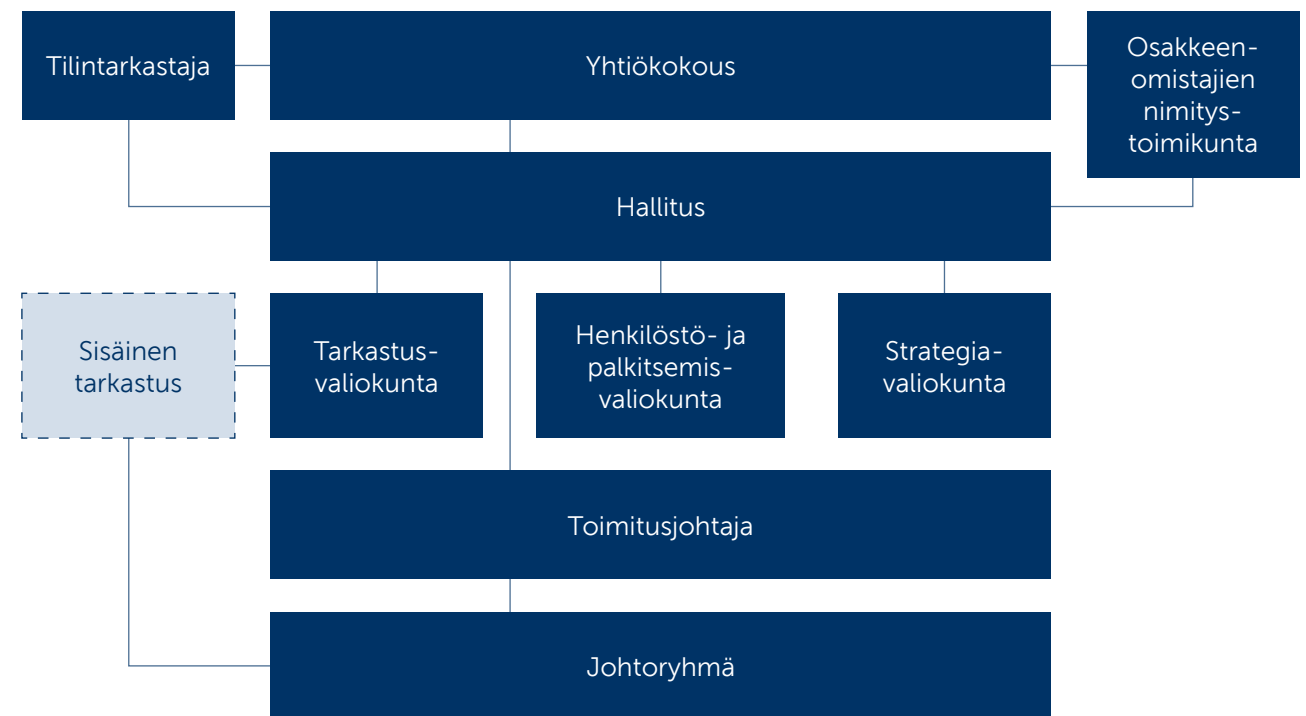 Tilintarkastaja
Yhtiökokous
Osakkeen-
omistajien
nimitys-
toimikunta
Hallitus
Sisäinen
tarkastus
Tarkastus-
valiokunta
Henkilöstö- ja
palkitsemis-
valiokunta
Strategia-
valiokunta
Toimitusjohtaja
Johtoryhmä